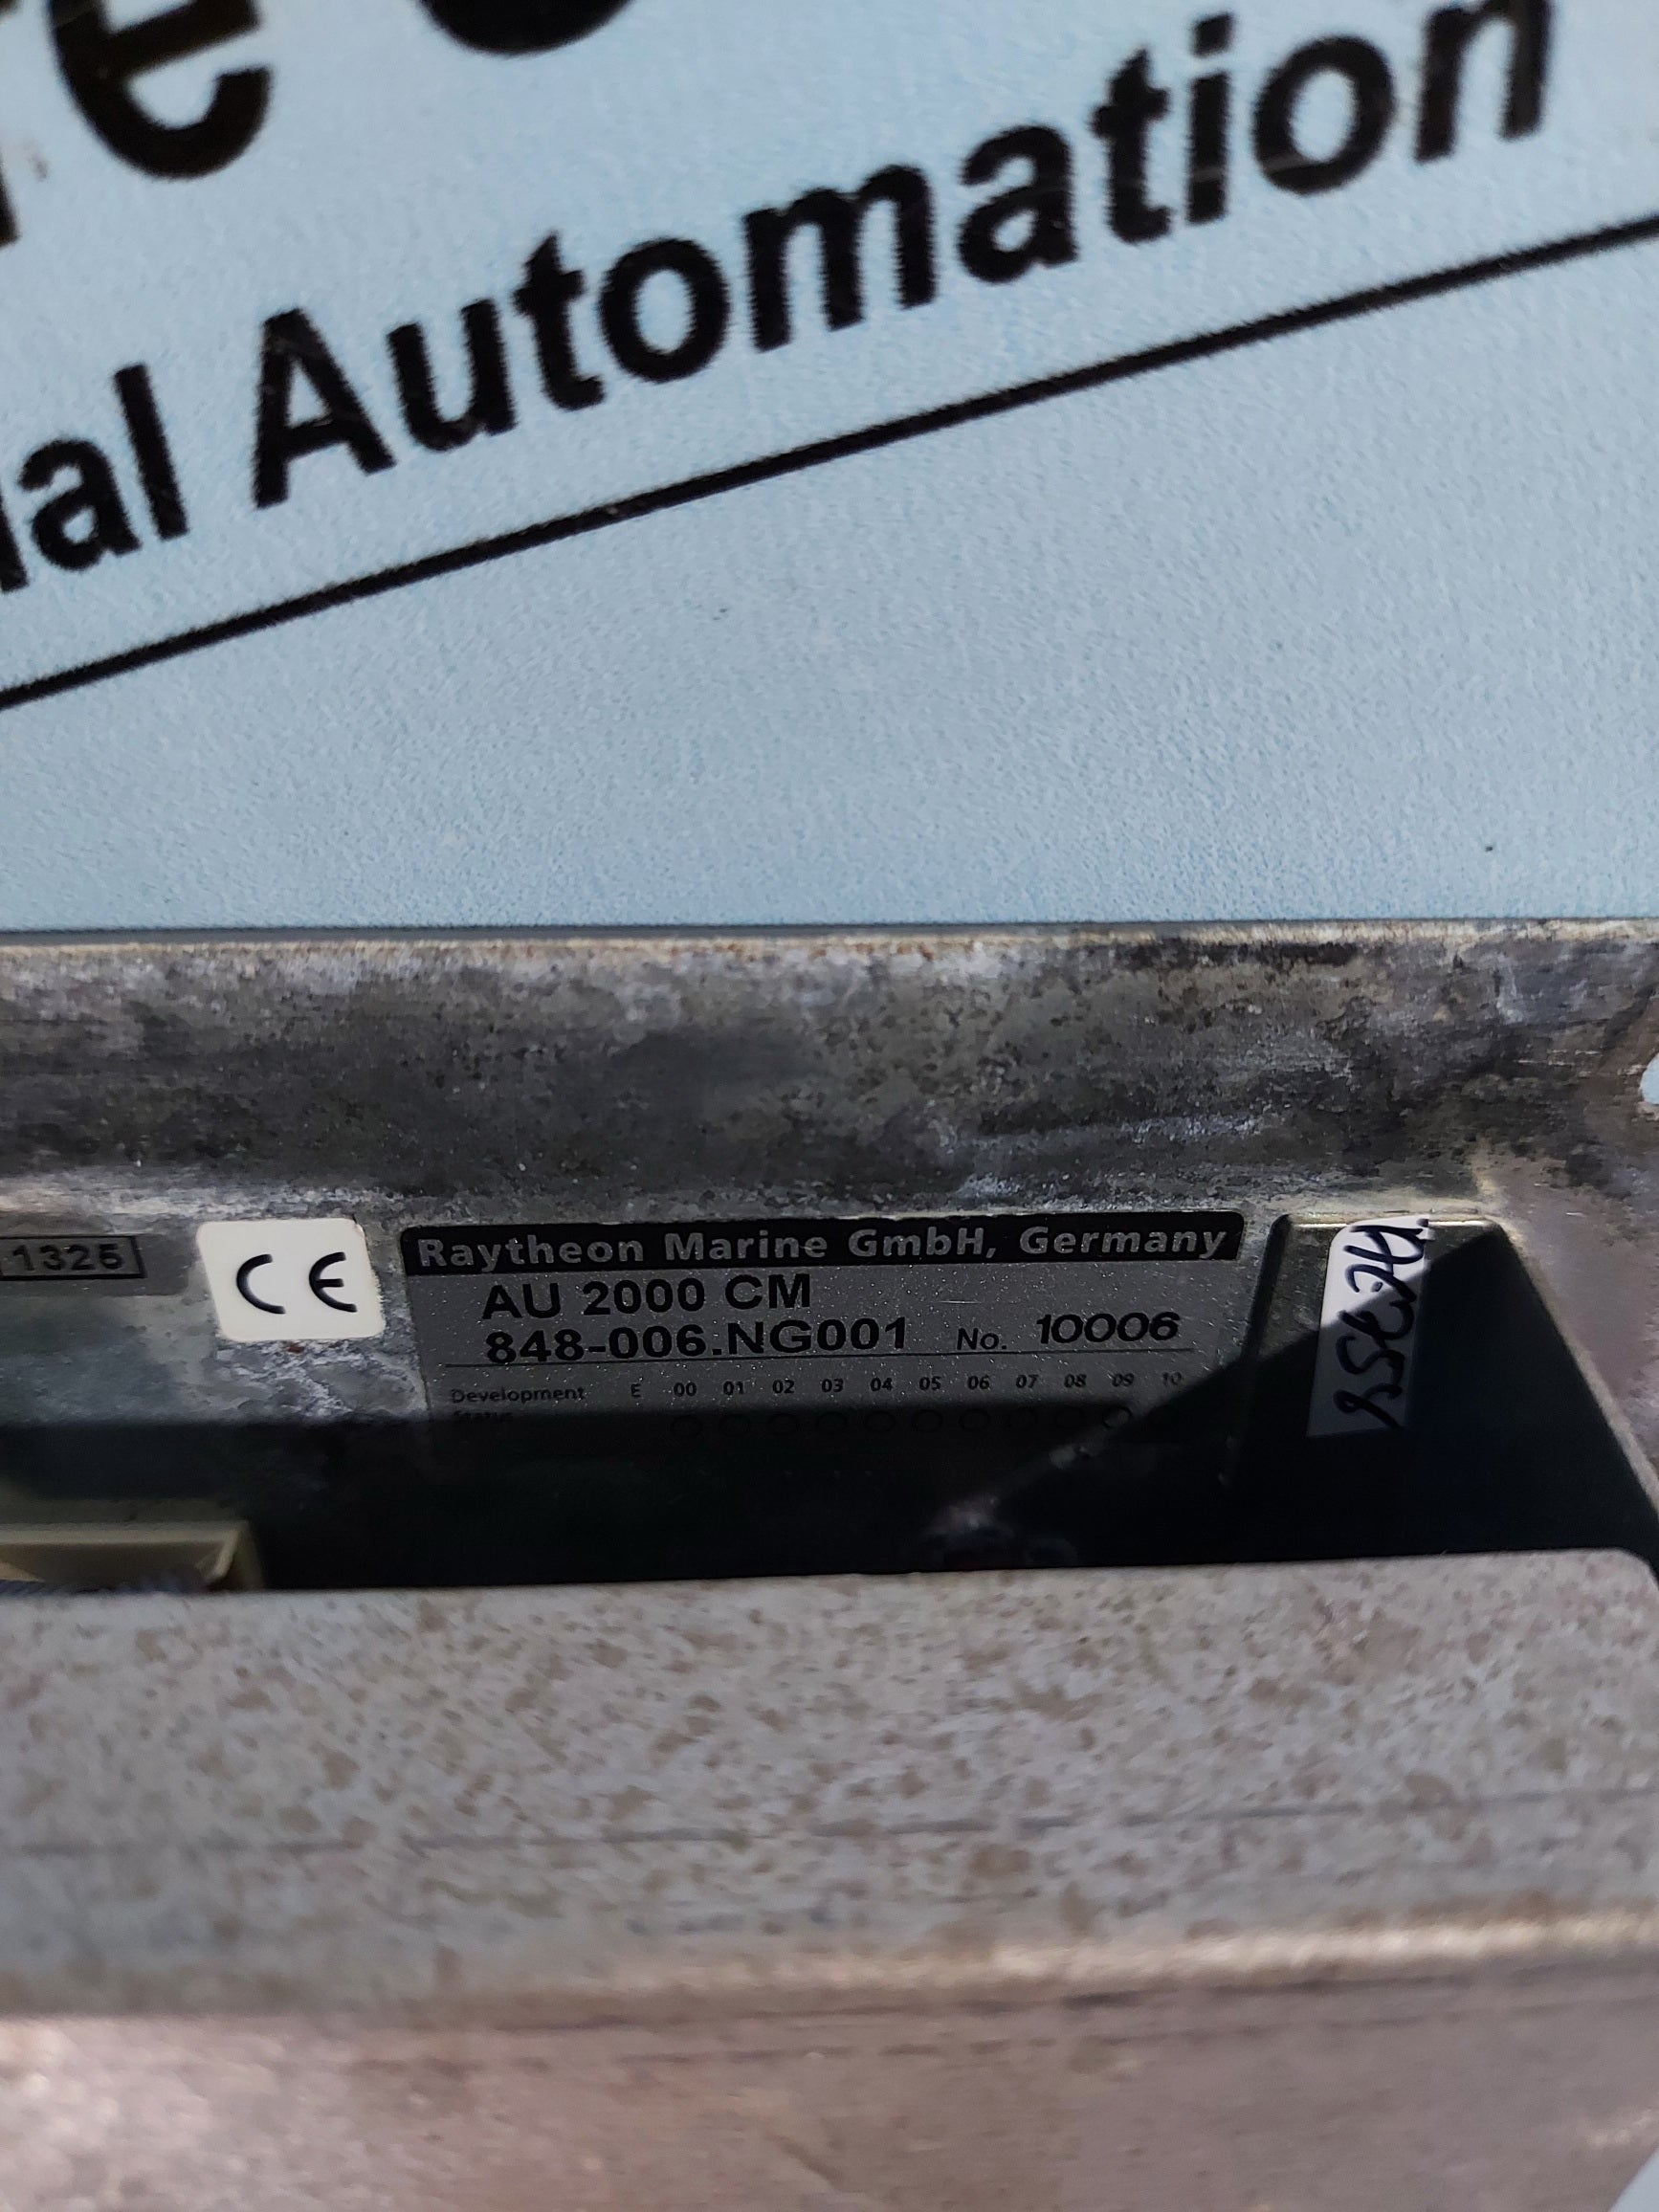 Automation
1325
CE
Raytheon Marine GmbH, Germany
AU 2000 CM
848-006.NG001 No. 10006
Development E 00 01 02 03 04 05 06 07 08 09 10
Status